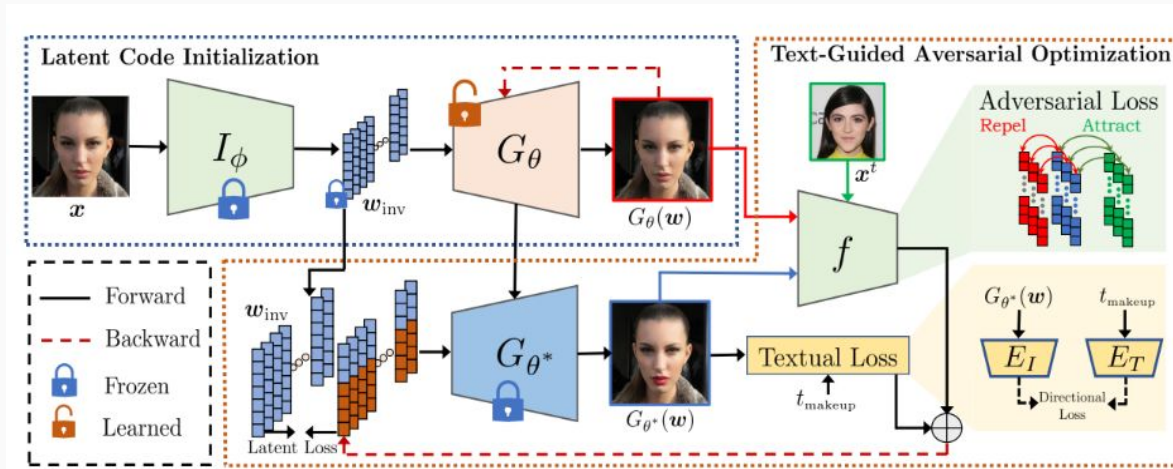 Latent Code Initialization
Text-Guided Aversarial Optimization
x
I_ϕ
w_inv
G_θ
G_θ(w)
x^t
f
Adversarial Loss
Repel
Attract
Forward
Backward
Frozen
Learned
w_inv
Latent Loss
G_θ*
G_θ*(w)
Textual Loss
t_makeup
G_θ*(w)
t_makeup
E_I
E_T
Directional
Loss